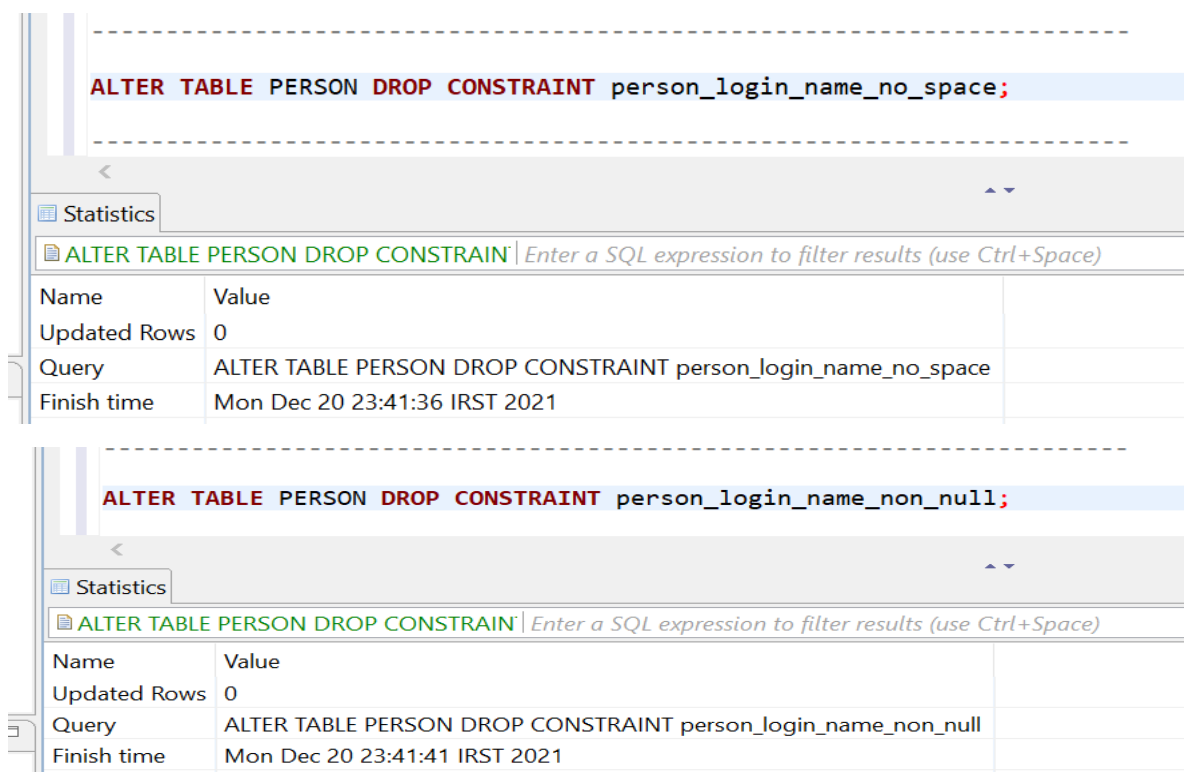 ALTER TABLE PERSON DROP CONSTRAINT person_login_name_no_space;
Statistics
ALTER TABLE PERSON DROP CONSTRAIN Enter a SQL expression to filter results (use Ctrl+Space)
Name Value
Updated Rows 0
Query ALTER TABLE PERSON DROP CONSTRAINT person_login_name_no_space
Finish time Mon Dec 20 23:41:36 IRST 2021
ALTER TABLE PERSON DROP CONSTRAINT person_login_name_non_null;
Statistics
ALTER TABLE PERSON DROP CONSTRAIN Enter a SQL expression to filter results (use Ctrl+Space)
Name Value
Updated Rows 0
Query ALTER TABLE PERSON DROP CONSTRAINT person_login_name_non_null
Finish time Mon Dec 20 23:41:41 IRST 2021